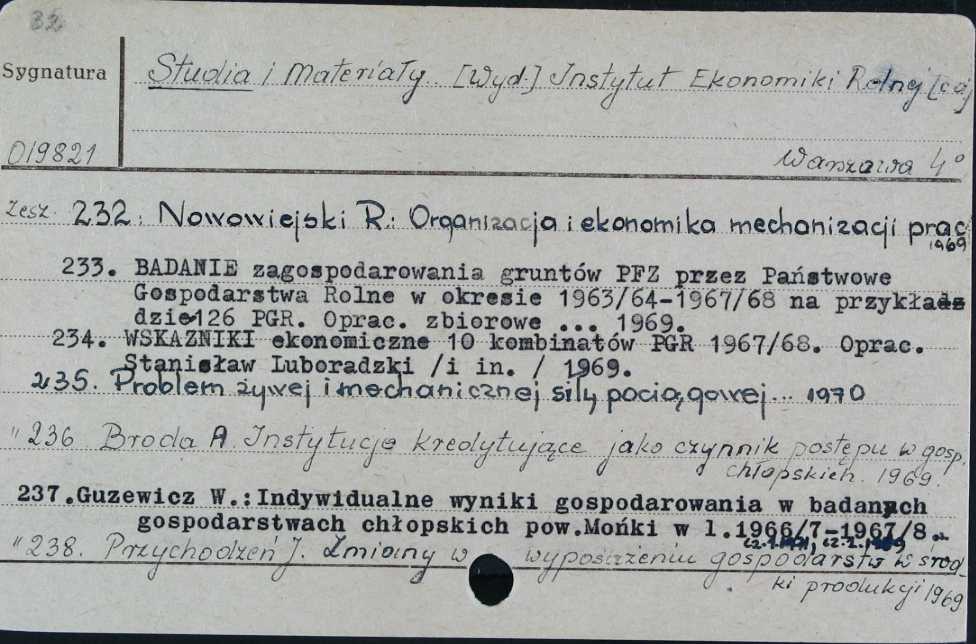 32
Sygnatura
Studia i Materiały. [Wyd.] Instytut Ekonomiki Rolnej [cd]
019821
Warszawa 4°
Zesz. 232. Nowowiejski R.: Organizacja i ekonomika mechanizacji prac
1969
233. BADANIE zagospodarowania gruntów PFZ przez Państwowe
Gospodarstwa Rolne w okresie 1963/64-1967/68 na przykła
dzie 126 PGR. Oprac. zbiorowe ... 1969.
234. WSKAŹNIKI ekonomiczne 10 kombinatów PGR 1967/68. Oprac.
Stanisław Luboradzki /i in. / 1969.
235. Problem żywej i mechanicznej siły pociągowej... 1970
" 236 Broda A Instytucje kredytujące jako czynnik postępu w gosp.
chłopskich. 1969.
237.Guzewicz W.:Indywidualne wyniki gospodarowania w badanych
gospodarstwach chłopskich pow.Mońki w l.1966/7-1967/8.
" 238. Przychodzeń J. Zmiany w wyposażeniu gospodarstw w środ-
ki produkcji 1969